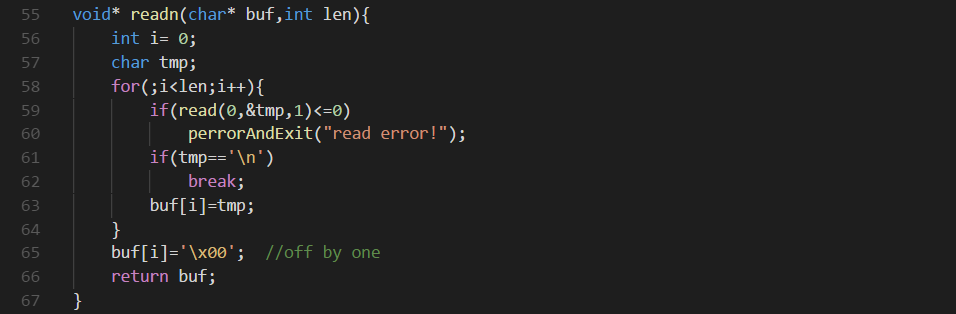 55 void* readn(char* buf,int len){
56 int i= 0;
57 char tmp;
58 for(;i<len;i++){
59 if(read(0,&tmp,1)<=0)
60 perrorAndExit("read error!");
61 if(tmp=='\n')
62 break;
63 buf[i]=tmp;
64 }
65 buf[i]='\x00';  //off by one
66 return buf;
67 }